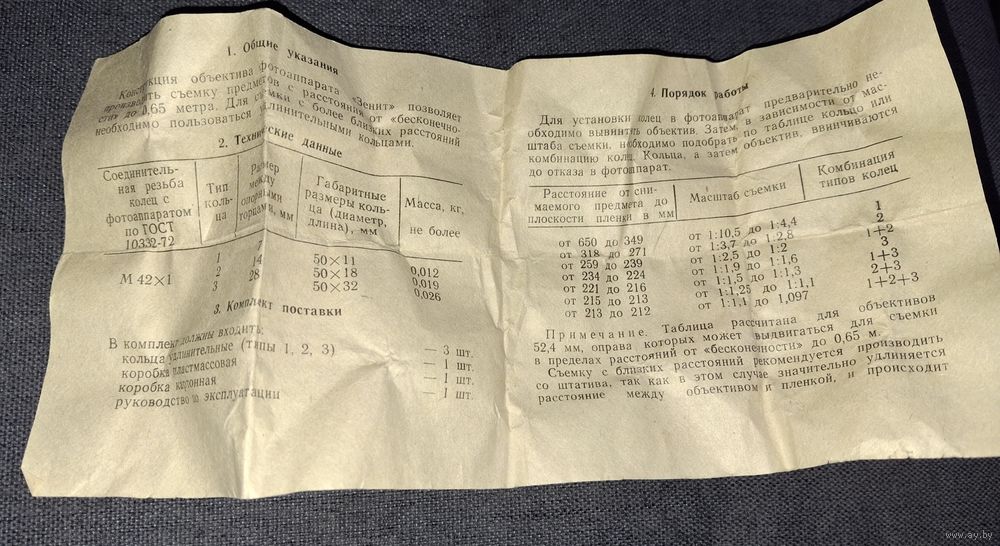 1. Общие указания
Конструкция объектива фотоаппарата «Зенит» позволяет
производить съемку предметов с расстояния от «бесконечно-
сти» до 0,65 метра. Для съемки с более близких расстояний
необходимо пользоваться удлинительными кольцами.
2. Технические данные
Соединитель-
ная резьба
колец с
фотоаппаратом
по ГОСТ
10332-72
Тип
коль-
ца
Размер
между
опорными
торцами, мм
Габаритные
размеры коль-
ца (диаметр,
длина), мм
Масса, кг,
не более
М 42×1
1 7 50×11 0,012
2 14 50×18 0,019
3 28 50×32 0,026
3. Комплект поставки
В комплект должны входить:
кольца удлинительные (типы 1, 2, 3) — 3 шт.
коробка пластмассовая — 1 шт.
коробка картонная — 1 шт.
руководство по эксплуатации — 1 шт.
4. Порядок работы
Для установки колец в фотоаппарат предварительно не-
обходимо вывинтить объектив. Затем, в зависимости от мас-
штаба съемки, необходимо подобрать по таблице кольцо или
комбинацию колец. Кольца, а затем объектив, ввинчиваются
до отказа в фотоаппарат.
Расстояние от сни-
маемого предмета до
плоскости пленки в мм
Масштаб съемки
Комбинация
типов колец
от 650 до 349 от 1:10,5 до 1:4,4 1
от 318 до 271 от 1:3,7 до 1:2,8 2
от 259 до 239 от 1:2,5 до 1:2 1+2
от 234 до 224 от 1:1,9 до 1:1,6 3
от 221 до 216 от 1:1,5 до 1:1,3 1+3
от 215 до 213 от 1:1,25 до 1:1,1 2+3
от 213 до 212 от 1:1,1 до 1,097 1+2+3
Примечание. Таблица рассчитана для объективов
52,4 мм, оправа которых может выдвигаться для съемки
в пределах расстояний от «бесконечности» до 0,65 м.
Съемку с близких расстояний рекомендуется производить
со штатива, так как в этом случае значительно удлиняется
расстояние между объективом и пленкой, и происходит
www.ay.by